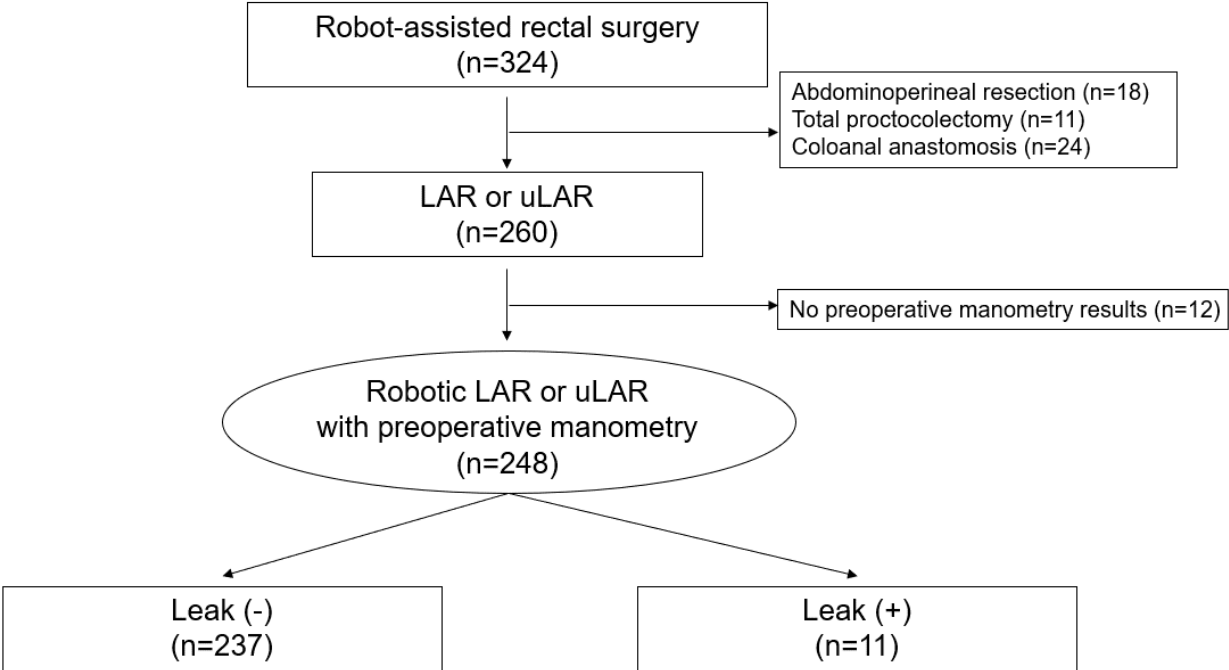 Robot-assisted rectal surgery
(n=324)
Abdominoperineal resection (n=18)
Total proctocolectomy (n=11)
Coloanal anastomosis (n=24)
LAR or uLAR
(n=260)
No preoperative manometry results (n=12)
Robotic LAR or uLAR
with preoperative manometry
(n=248)
Leak (-)
(n=237)
Leak (+)
(n=11)